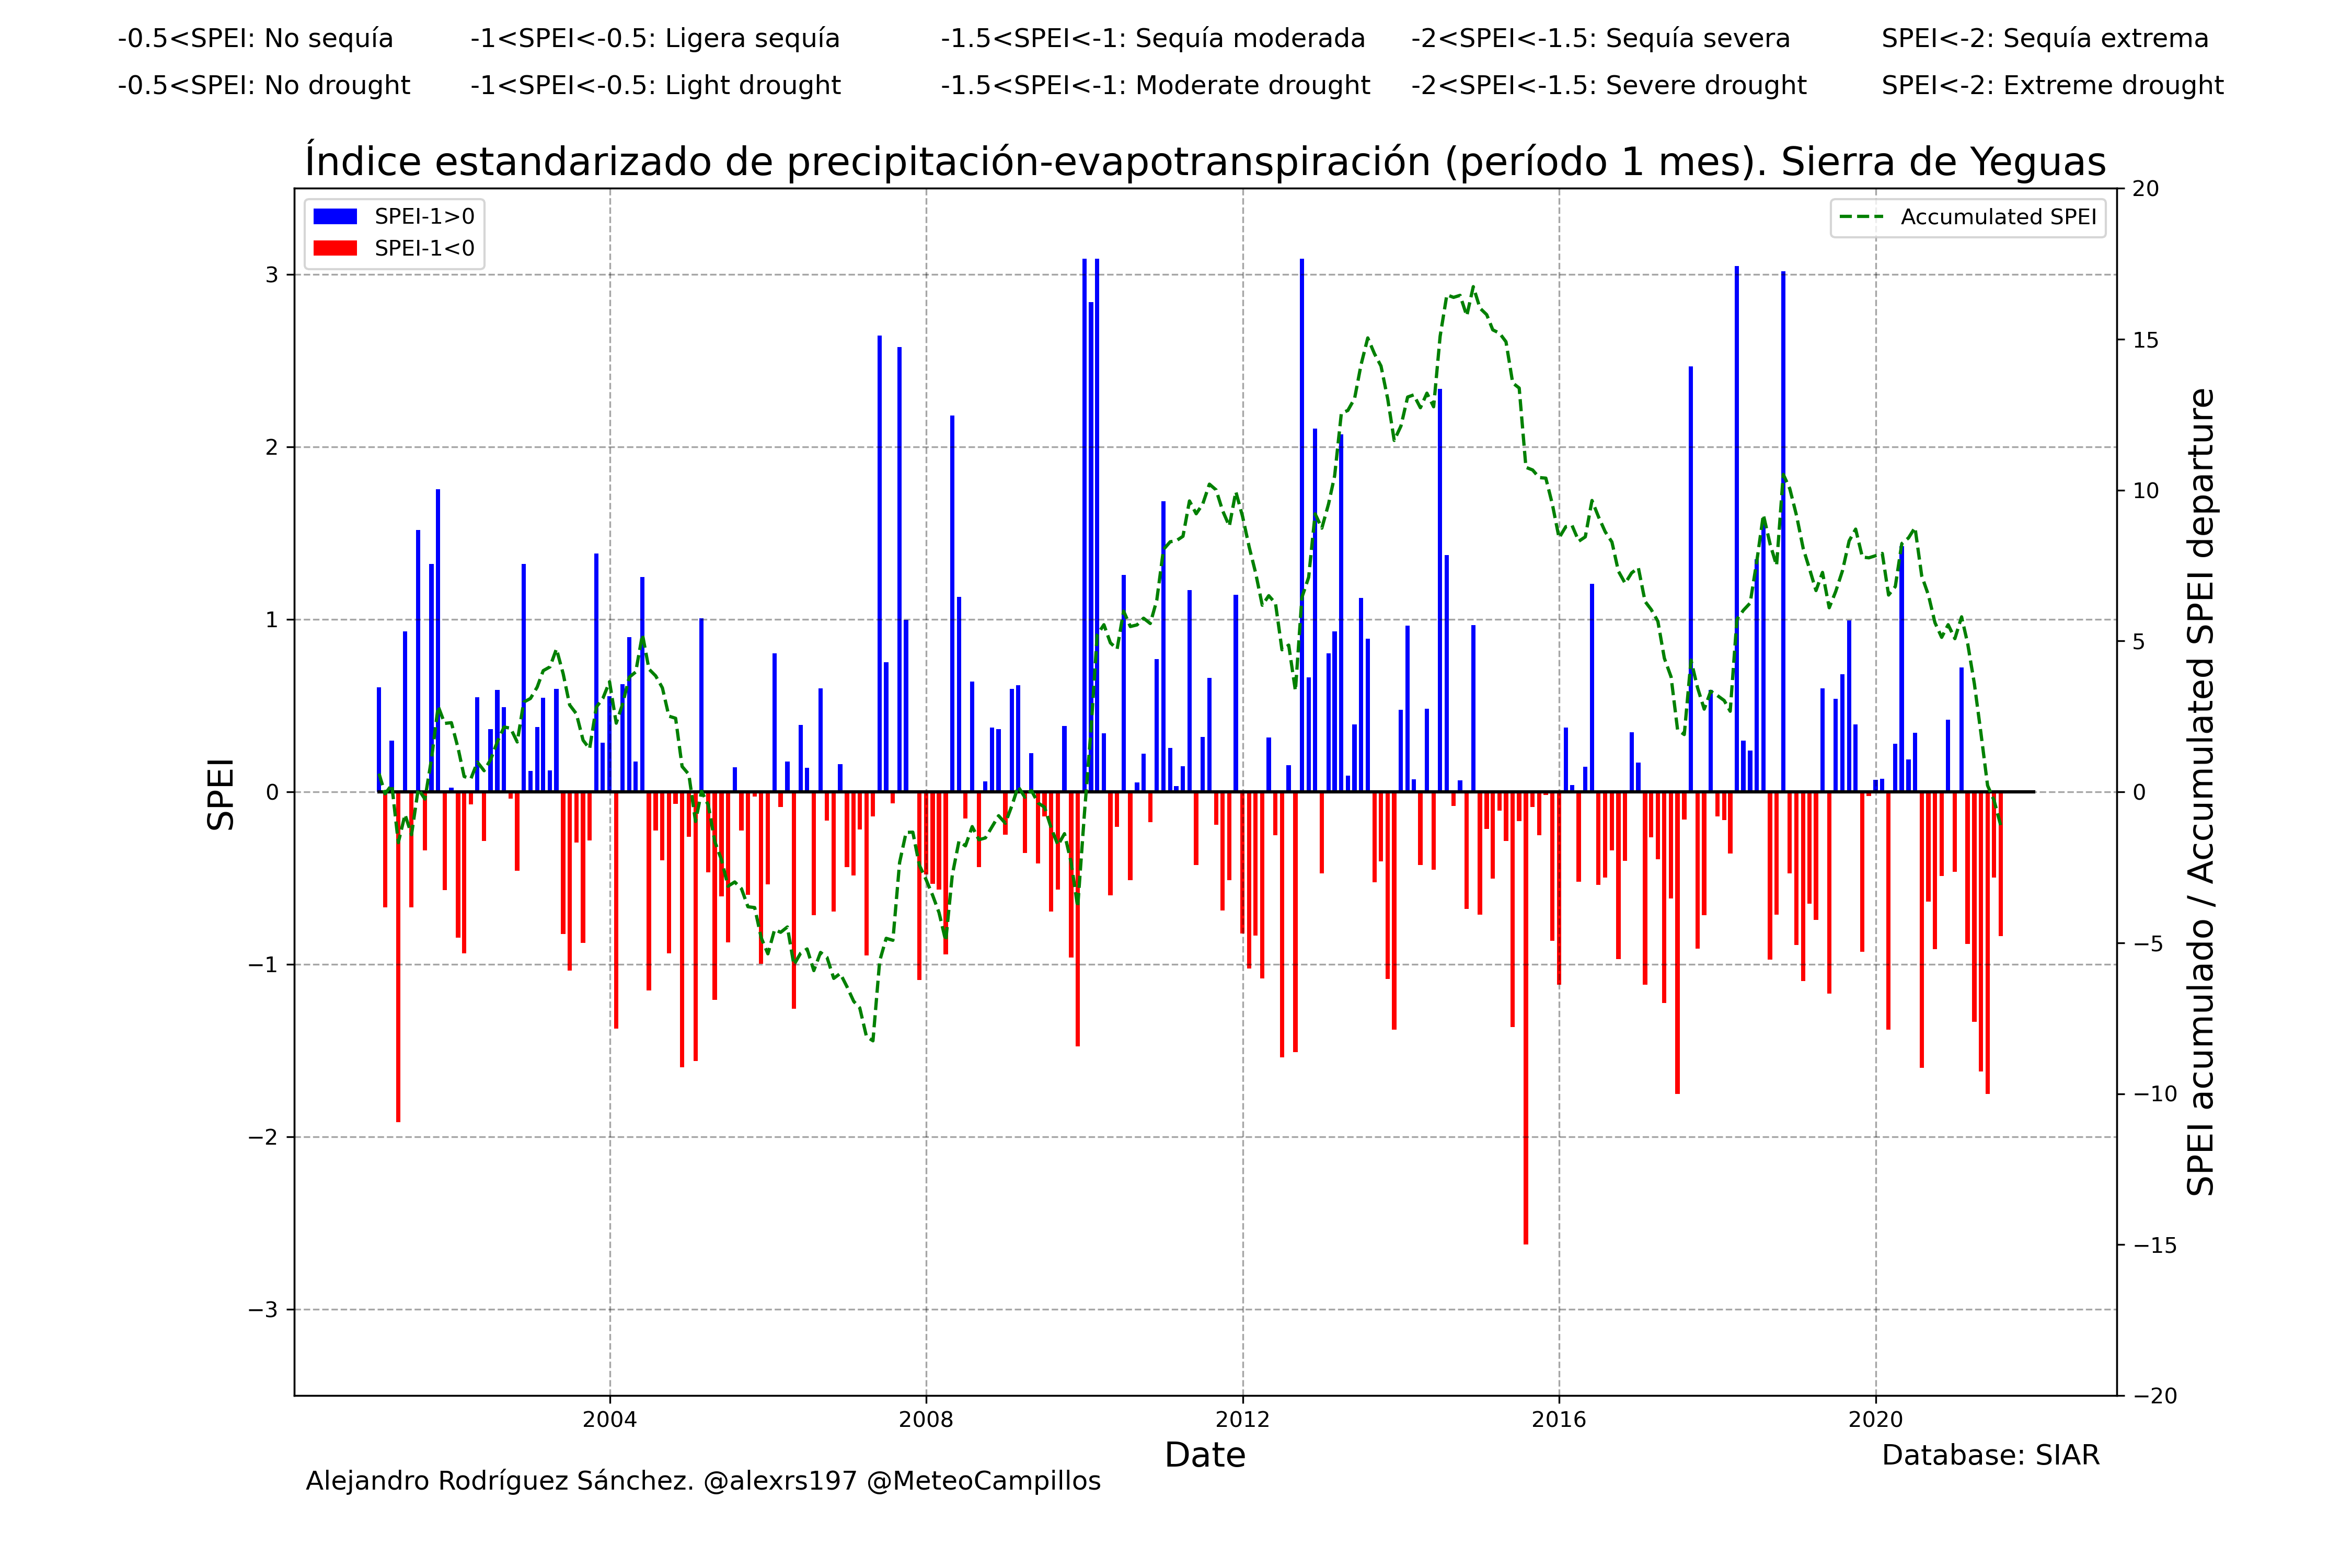 -0.5<SPEI: No sequía -1<SPEI<-0.5: Ligera sequía -1.5<SPEI<-1: Sequía moderada -2<SPEI<-1.5: Sequía severa SPEI<-2: Sequía extrema
-0.5<SPEI: No drought -1<SPEI<-0.5: Light drought -1.5<SPEI<-1: Moderate drought -2<SPEI<-1.5: Severe drought SPEI<-2: Extreme drought
Índice estandarizado de precipitación-evapotranspiración (período 1 mes). Sierra de Yeguas
SPEI-1>0
SPEI-1<0
Accumulated SPEI
SPEI
3
2
1
0
−1
−2
−3
20
15
10
5
0
−5
−10
−15
−20
SPEI acumulado / Accumulated SPEI departure
2004 2008 2012 2016 2020
Date
Database: SIAR
Alejandro Rodríguez Sánchez. @alexrs197 @MeteoCampillos